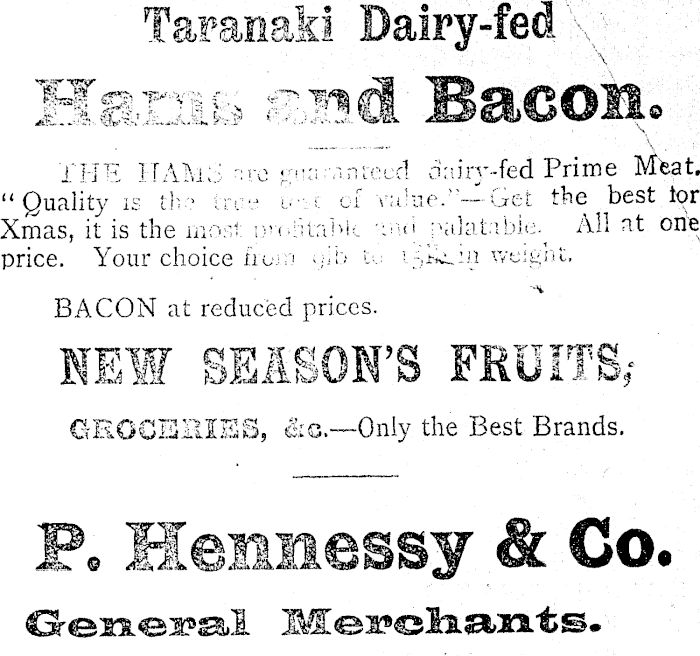 Taranaki Dairy-fed
Hams and Bacon.
THE HAMS are guaranteed dairy-fed Prime Meat.
“Quality is the true test of value.”—Get the best for
Xmas, it is the most profitable and palatable. All at one
price. Your choice from 9lb to in weight.
BACON at reduced prices.
NEW SEASON'S FRUITS,
GROCERIES, &c.—Only the Best Brands.
P. Hennessy & Co.
General Merchants.